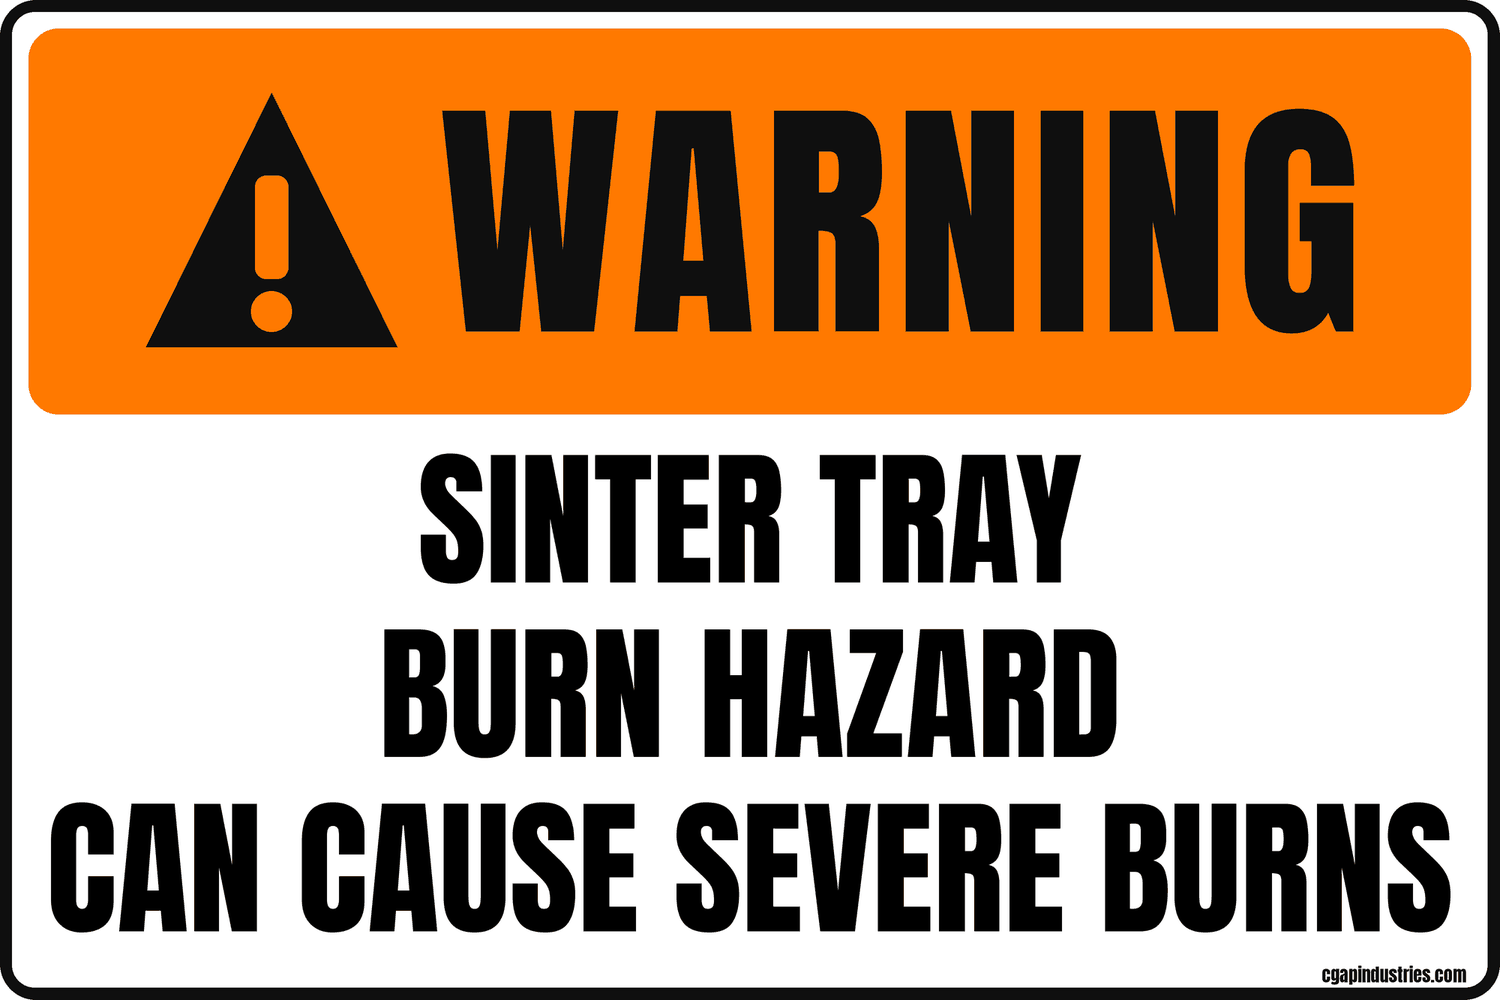 WARNING
SINTER TRAY
BURN HAZARD
CAN CAUSE SEVERE BURNS
cgapindustries.com